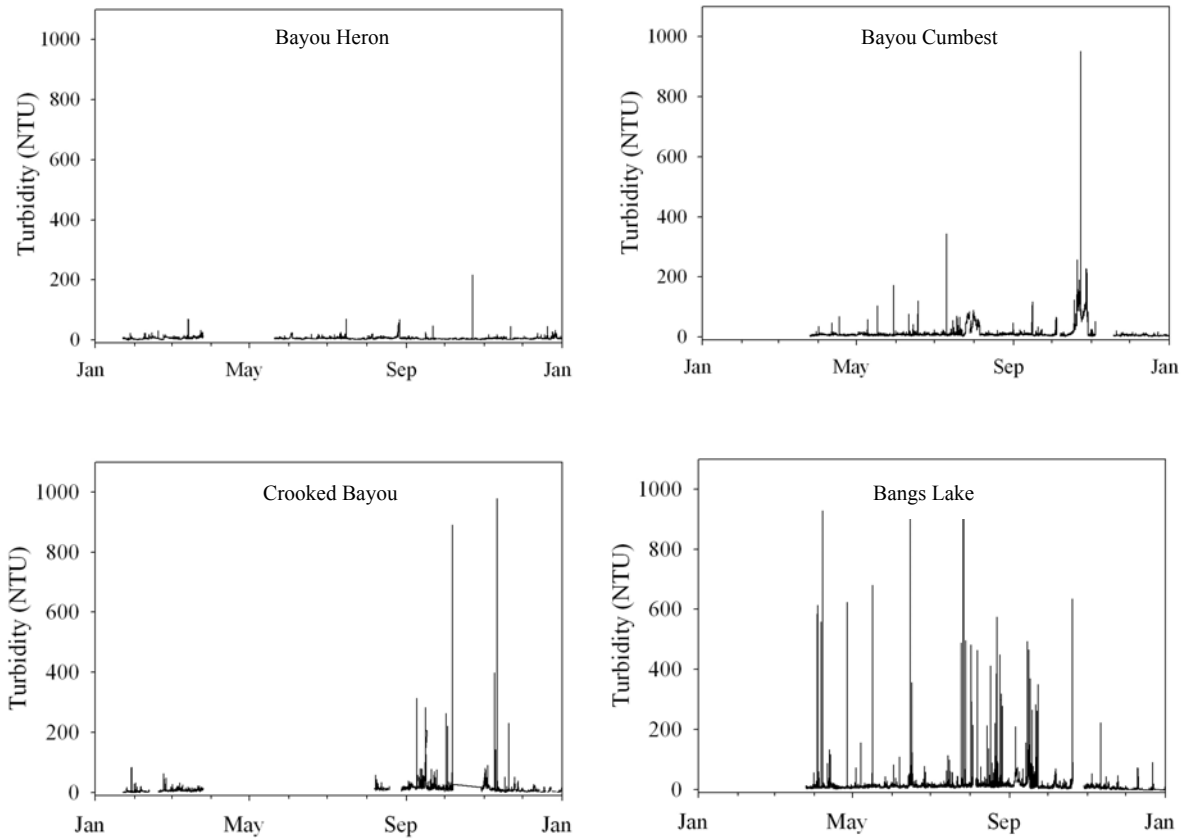 Bayou Heron
Turbidity (NTU)
1000
800
600
400
200
0
Jan
May
Sep
Jan
Bayou Cumbest
Turbidity (NTU)
1000
800
600
400
200
0
Jan
May
Sep
Jan
Crooked Bayou
Turbidity (NTU)
1000
800
600
400
200
0
Jan
May
Sep
Jan
Bangs Lake
Turbidity (NTU)
1000
800
600
400
200
0
Jan
May
Sep
Jan